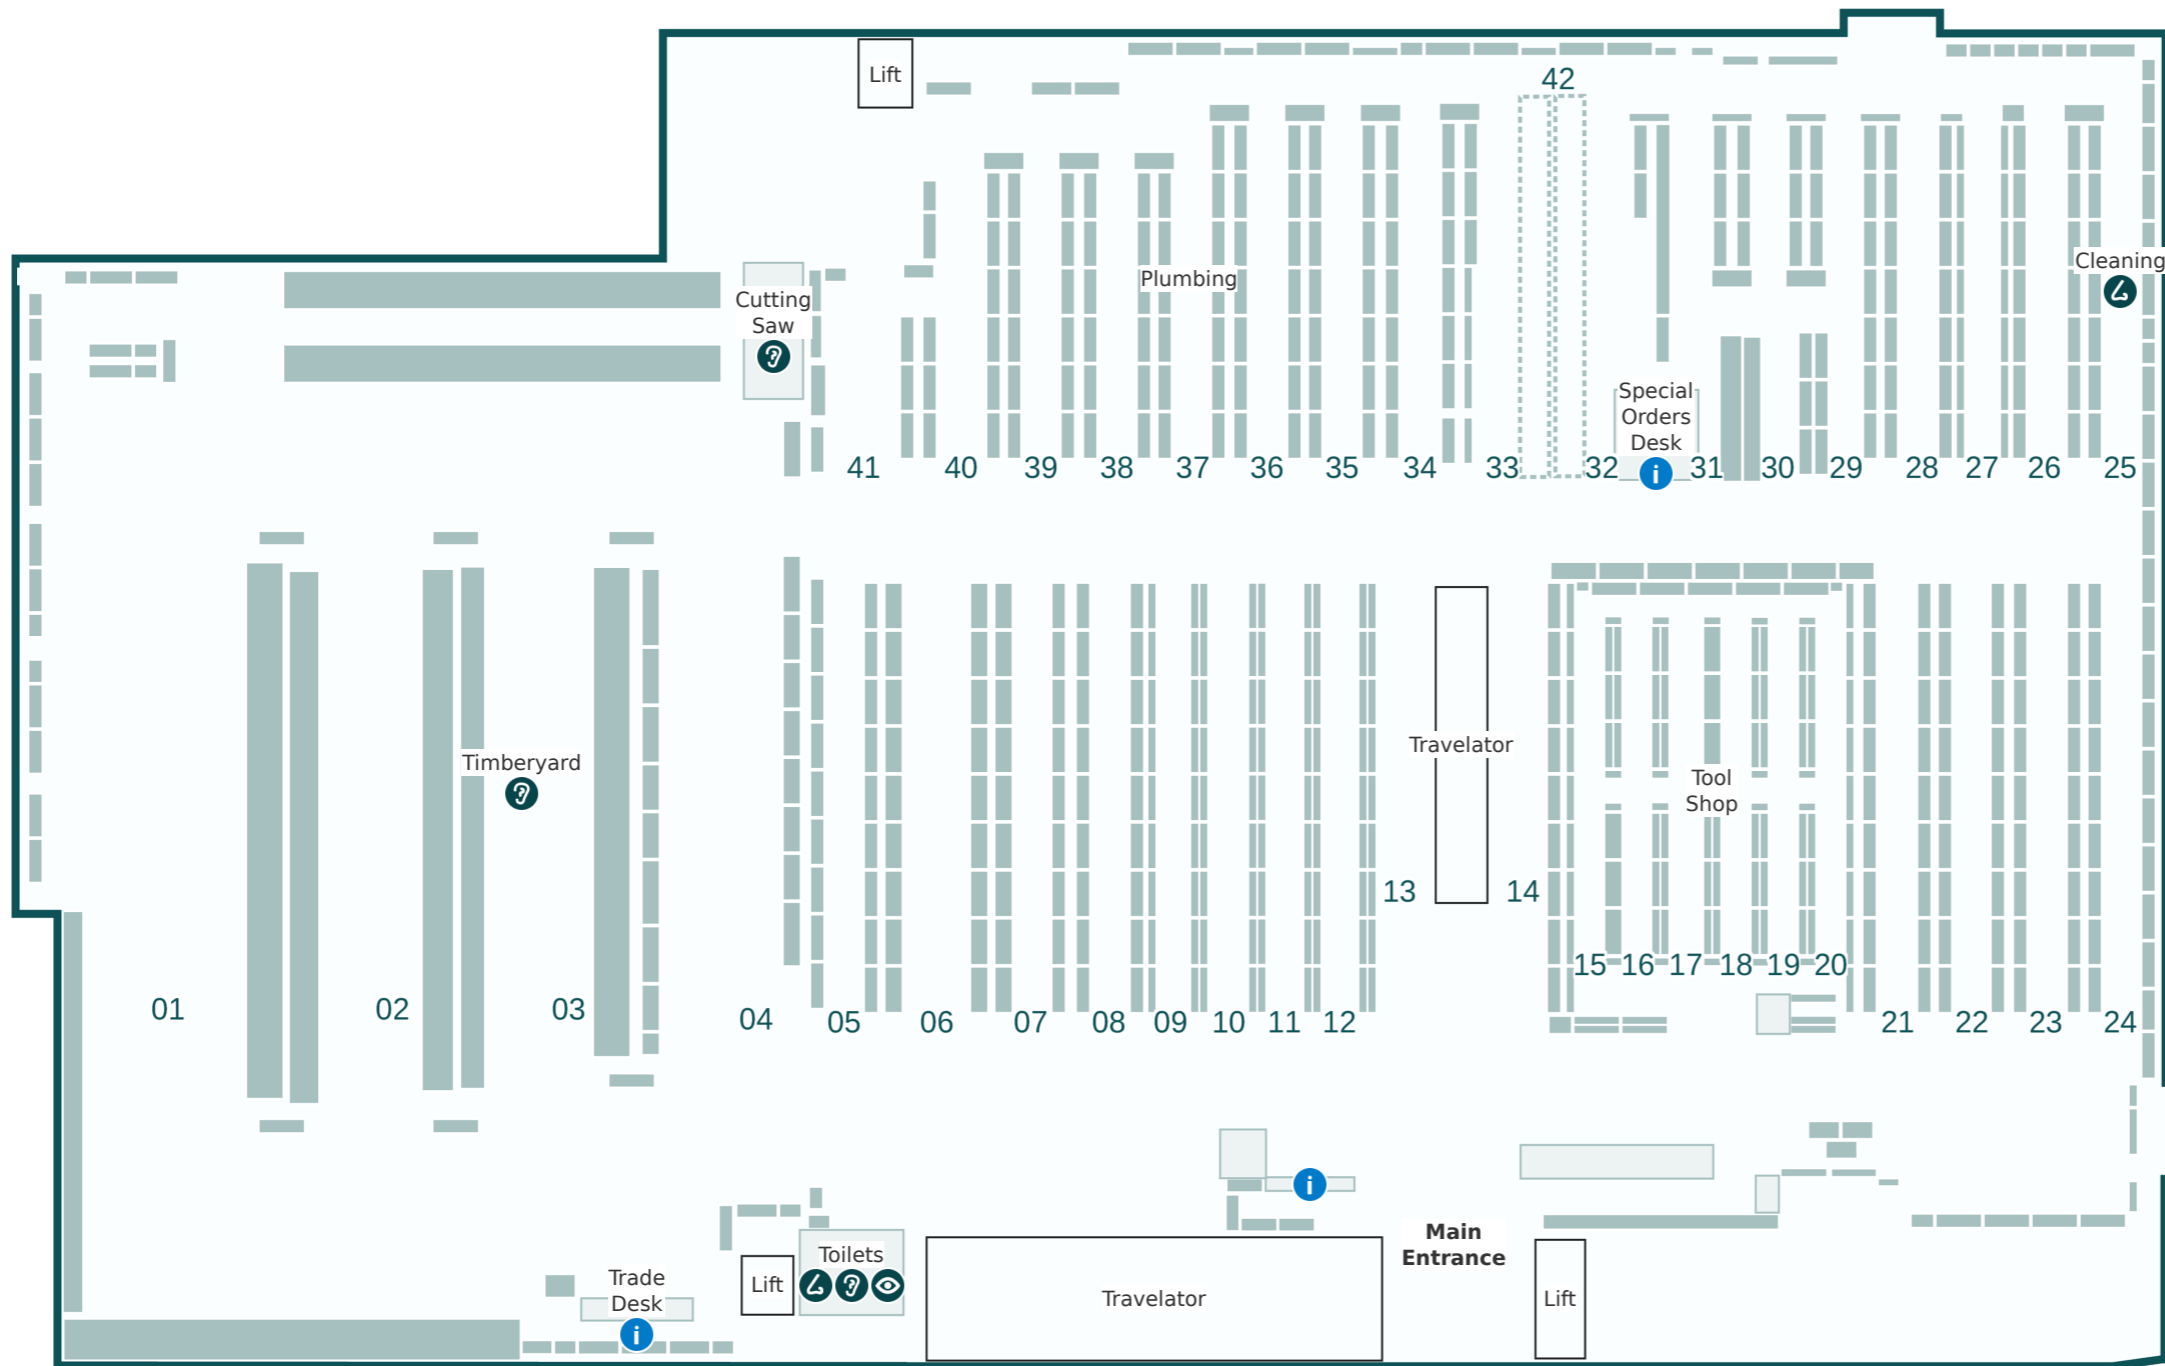 Lift
42
Cleaning
Plumbing
Cutting
Saw
Special
Orders
Desk
i
41
40
39
38
37
36
35
34
33
32
31
30
29
28
27
26
25
Timberyard
Travelator
Tool
Shop
13
14
15
16
17
18
19
20
01
02
03
04
05
06
07
08
09
10
11
12
21
22
23
24
i
Main
Entrance
Toilets
Lift
Trade
Desk
i
Travelator
Lift